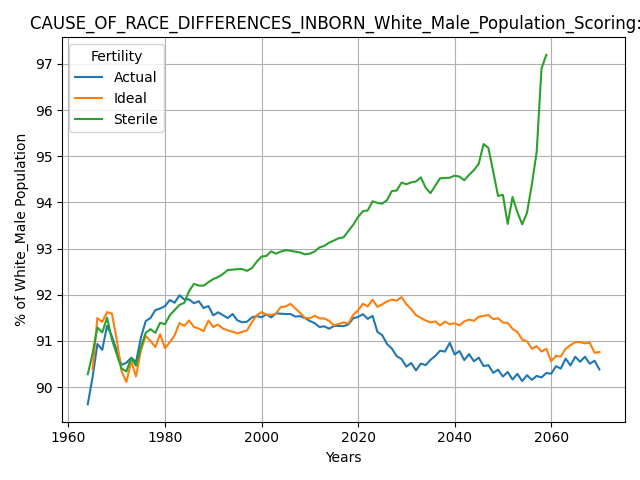 CAUSE_OF_RACE_DIFFERENCES_INBORN_White_Male_Population_Scoring:
Fertility
Actual
Ideal
Sterile
97
96
95
94
93
92
91
90
% of White_Male Population
1960 1980 2000 2020 2040 2060
Years